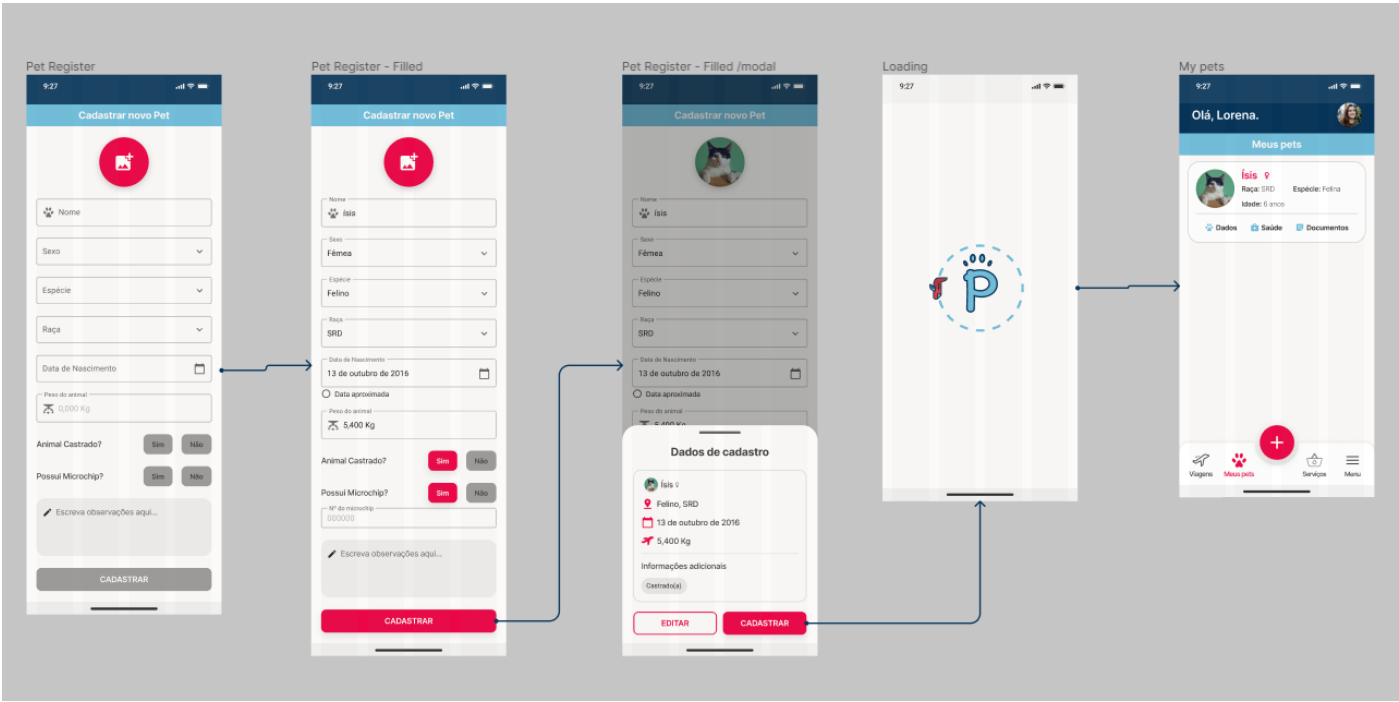 Pet Register
9:27
Cadastrar novo Pet
Nome
Sexo
Espécie
Raça
Data de Nascimento
Peso do animal
0,000 Kg
Animal Castrado?
Sim
Não
Possui Microchip?
Sim
Não
Escreva observações aqui...
CADASTRAR
Pet Register - Filled
9:27
Cadastrar novo Pet
Nome
Ísis
Sexo
Fêmea
Espécie
Felino
Raça
SRD
Data de Nascimento
13 de outubro de 2016
Data aproximada
Peso do animal
5,400 Kg
Animal Castrado?
Sim
Não
Possui Microchip?
Sim
Não
Nº do microchip
000000
Escreva observações aqui...
CADASTRAR
Pet Register - Filled /modal
9:27
Cadastrar novo Pet
Nome
Ísis
Sexo
Fêmea
Espécie
Felino
Raça
SRD
Data de Nascimento
13 de outubro de 2016
Data aproximada
Peso do animal
5,400 Kg
Dados de cadastro
Ísis
Felino, SRD
13 de outubro de 2016
5,400 Kg
Informações adicionais
Castrado(a)
EDITAR
CADASTRAR
Loading
9:27
P
My pets
9:27
Olá, Lorena.
Meus pets
Ísis
Raça: SRD
Espécie: Felina
Idade: 6 anos
Dados
Saúde
Documentos
Viagens
Meus pets
Serviços
Menu